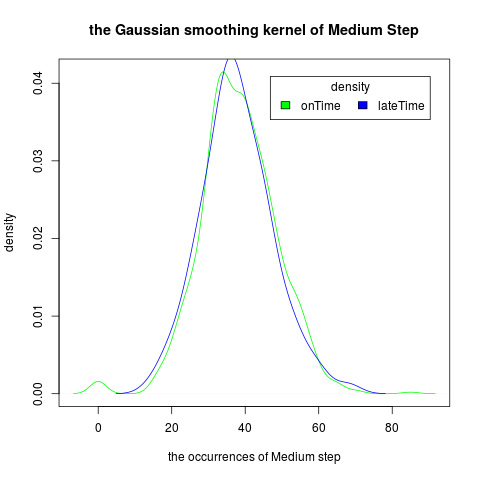 the Gaussian smoothing kernel of Medium Step
density
onTime lateTime
density
0.04
0.03
0.02
0.01
0.00
0 20 40 60 80
the occurrences of Medium step